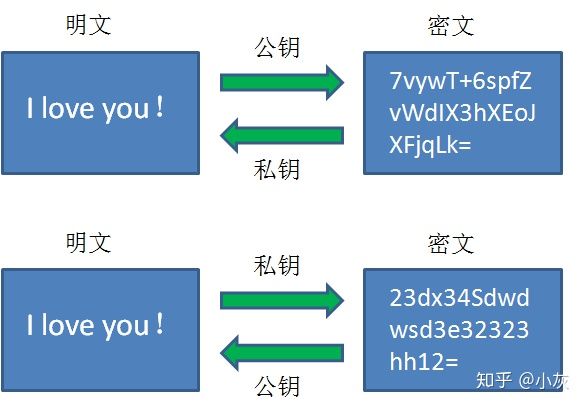 明文
密文
公钥
I love you！
7vywT+6spfZ
vWdIX3hXEoJ
XFjqLk=
私钥
明文
密文
私钥
I love you！
23dx34Sdwd
wsd3e32323
hh12=
公钥
知乎 @小灰